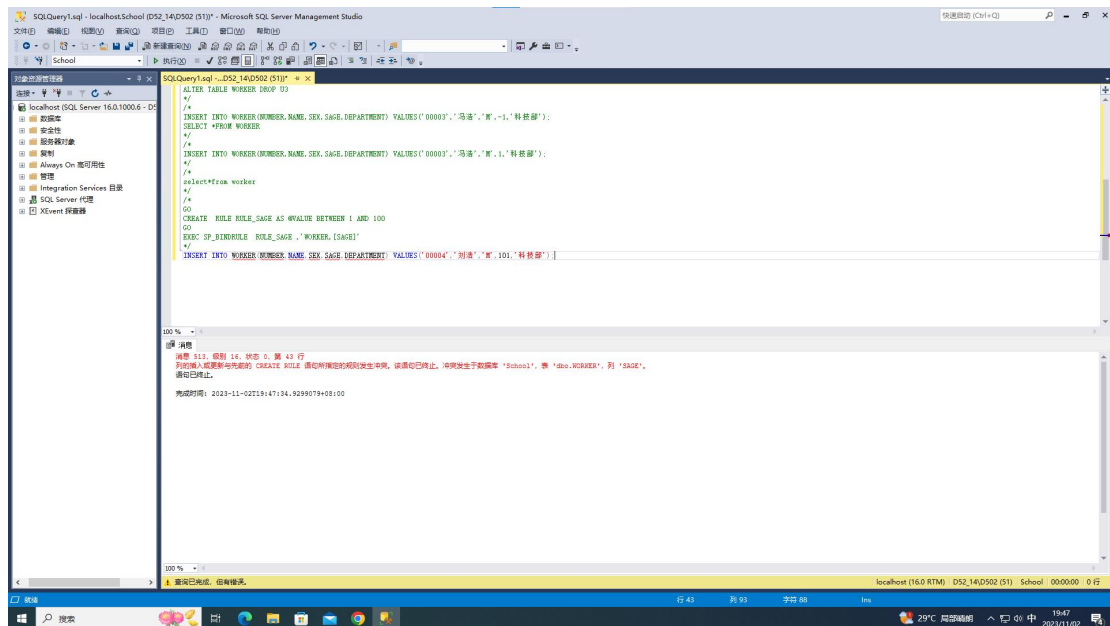 SQLQuery1.sql - localhost.School (D52_14\D502 (51))* - Microsoft SQL Server Management Studio
快速启动 (Ctrl+Q)
文件(F) 编辑(E) 视图(V) 查询(Q) 项目(P) 工具(T) 窗口(W) 帮助(H)
新建查询(N)
School 执行(X)
对象资源管理器
SQLQuery1.sql -...D52_14\D502 (51))*
连接
localhost (SQL Server 16.0.1000.6 - D5
数据库
安全性
服务器对象
复制
Always On 高可用性
管理
Integration Services 目录
SQL Server 代理
XEvent 探查器
ALTER TABLE WORKER DROP U3
*/
/*
INSERT INTO WORKER(NUMBER,NAME,SEX,SAGE,DEPARTMENT) VALUES('00003','冯浩','M',-1,'科技部');
SELECT *FROM WORKER
*/
/*
INSERT INTO WORKER(NUMBER,NAME,SEX,SAGE,DEPARTMENT) VALUES('00003','冯浩','M',1,'科技部');
*/
/*
select*from worker
*/
/*
GO
CREATE RULE RULE_SAGE AS @VALUE BETWEEN 1 AND 100
GO
EXEC SP_BINDRULE RULE_SAGE ,'WORKER.[SAGE]'
*/
INSERT INTO WORKER(NUMBER,NAME,SEX,SAGE,DEPARTMENT) VALUES('00004','刘浩','M',101,'科技部');
100 %
消息
消息 513，级别 16，状态 0，第 43 行
列的插入或更新与先前的 CREATE RULE 语句所指定的规则发生冲突。该语句已终止。冲突发生于数据库 'School'，表 'dbo.WORKER'，列 'SAGE'。
语句已终止。
完成时间: 2023-11-02T19:47:34.9299079+08:00
100 %
查询已完成，但有错误。
localhost (16.0 RTM) D52_14\D502 (51) School 00:00:00 0 行
就绪
行 43 列 93 字符 88 Ins
搜索
29°C 局部晴朗
中
19:47
2023/11/02